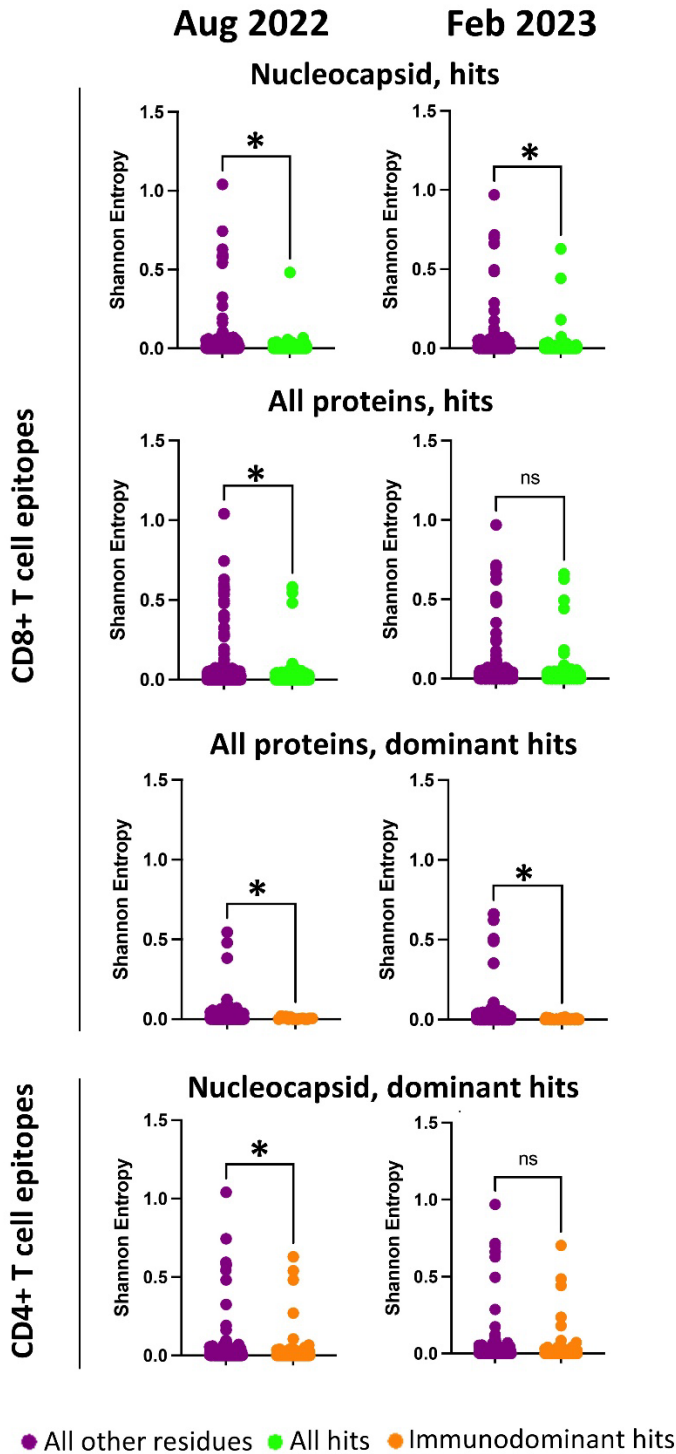 Aug 2022 Feb 2023
Nucleocapsid, hits
1.5 1.5
* *
1.0 1.0
Shannon Entropy Shannon Entropy
0.5 0.5
0.0 0.0
CD8+ T cell epitopes
All proteins, hits
1.5 1.5
* ns
1.0 1.0
Shannon Entropy Shannon Entropy
0.5 0.5
0.0 0.0
All proteins, dominant hits
1.5 1.5
1.0 1.0
* *
Shannon Entropy Shannon Entropy
0.5 0.5
0.0 0.0
CD4+ T cell epitopes
Nucleocapsid, dominant hits
1.5 1.5
* ns
1.0 1.0
Shannon Entropy Shannon Entropy
0.5 0.5
0.0 0.0
All other residues All hits Immunodominant hits